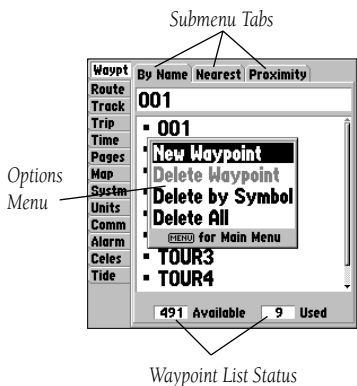 Submenu Tabs
Waypt
By Name Nearest Proximity
Route
001
Track
Trip
001
Time
New Waypoint
Pages
Delete Waypoint
Options
Menu
Map
Systm
Delete by Symbol
Units
Delete All
Comm
MENU for Main Menu
Alarm
Celes
TOUR3
Tide
TOUR4
491 Available 9 Used
Waypoint List Status